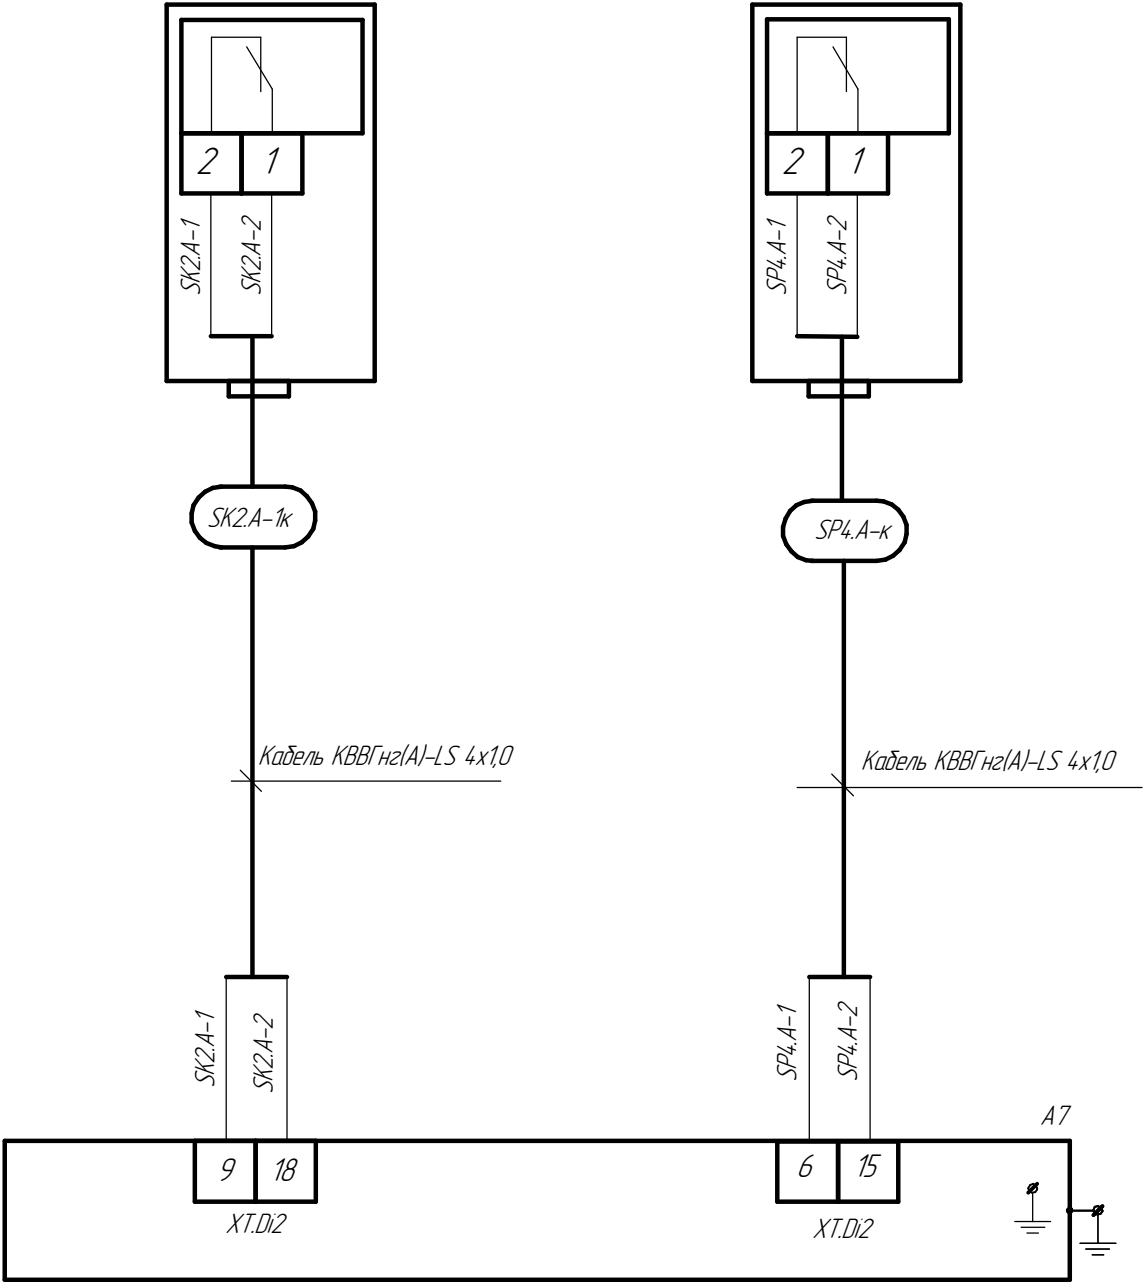 2 1
2 1
SK2.A-1
SK2.A-2
SP4.A-1
SP4.A-2
SK2.A-1к
SP4.A-к
Кабель КВВГнг(А)-LS 4х1,0
Кабель КВВГнг(А)-LS 4х1,0
SK2.A-1
SK2.A-2
SP4.A-1
SP4.A-2
A7
9 18
6 15
XT.Di2
XT.Di2